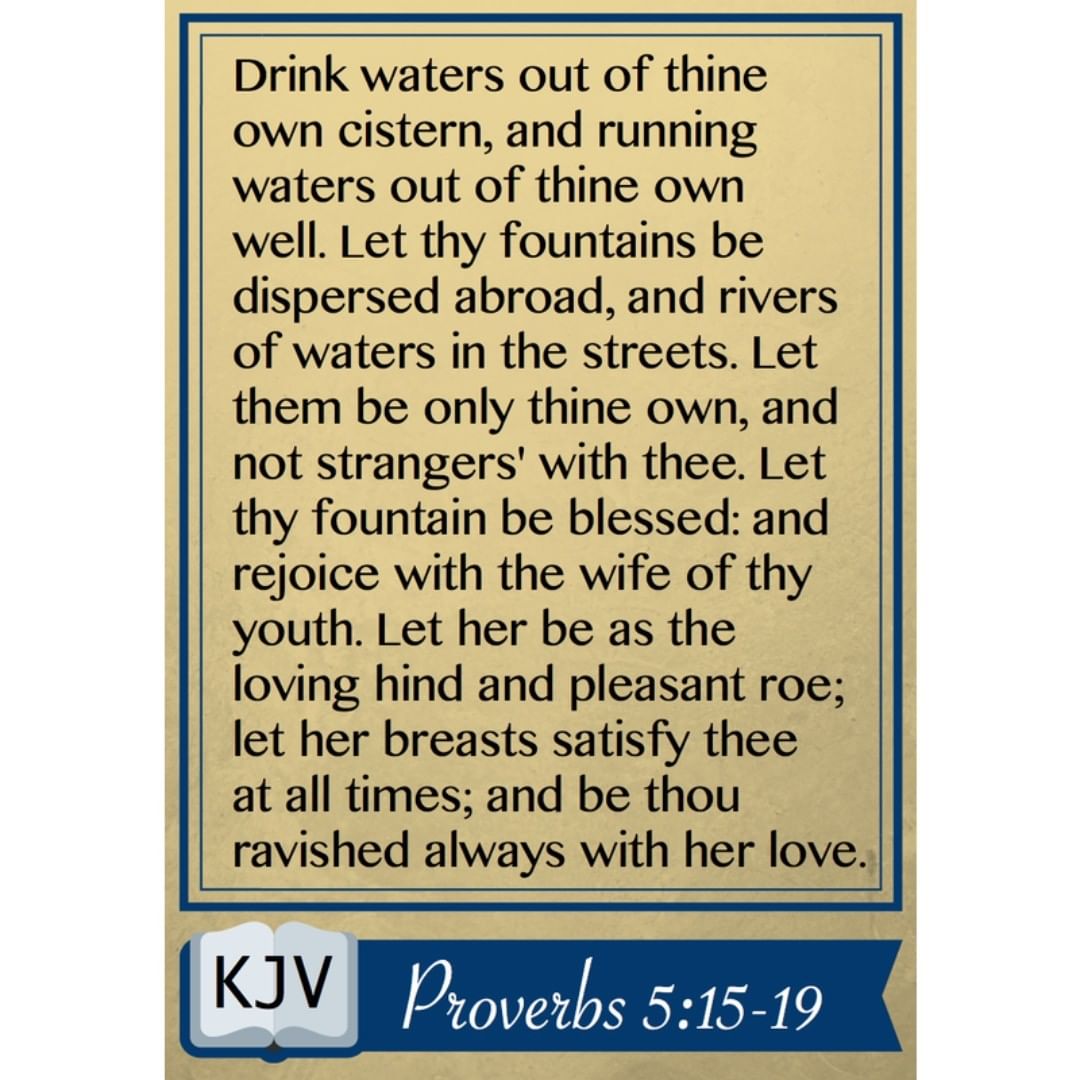 Drink waters out of thine
own cistern, and running
waters out of thine own
well. Let thy fountains be
dispersed abroad, and rivers
of waters in the streets. Let
them be only thine own, and
not strangers' with thee. Let
thy fountain be blessed: and
rejoice with the wife of thy
youth. Let her be as the
loving hind and pleasant roe;
let her breasts satisfy thee
at all times; and be thou
ravished always with her love.
KJV
Proverbs 5:15-19